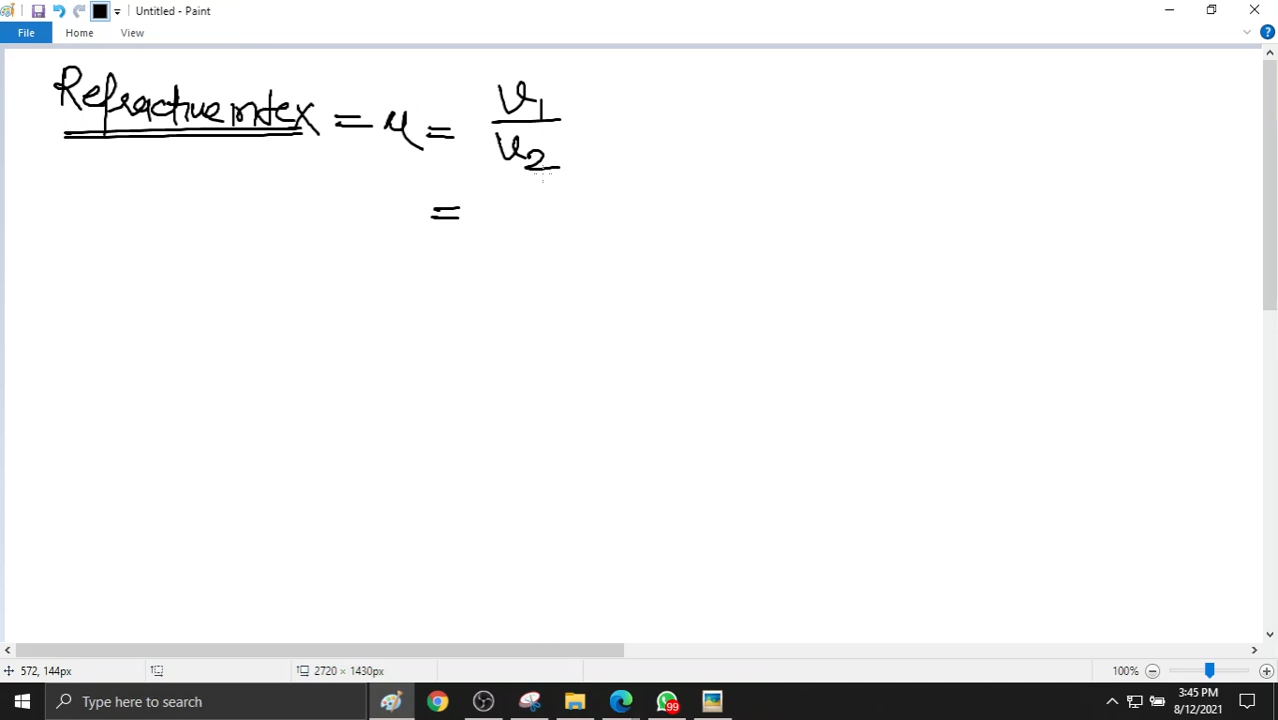 Untitled - Paint
File Home View
Refractive index = μ = v1/v2
=
572, 144px
2720 × 1430px
100%
Type here to search
99
3:45 PM
8/12/2021